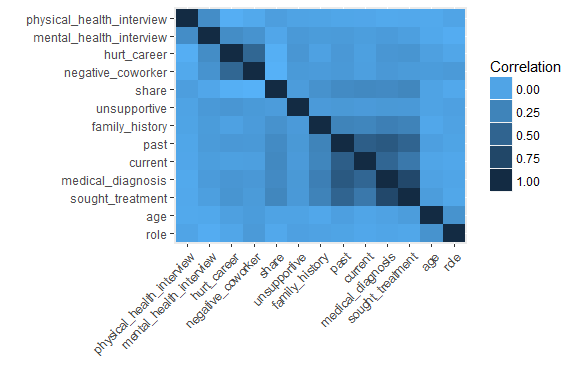 physical_health_interview
mental_health_interview
hurt_career
negative_coworker
share
unsupportive
family_history
past
current
medical_diagnosis
sought_treatment
age
role
physical_health_interview
mental_health_interview
hurt_career
negative_coworker
share
unsupportive
family_history
past
current
medical_diagnosis
sought_treatment
age
role
Correlation
0.00
0.25
0.50
0.75
1.00